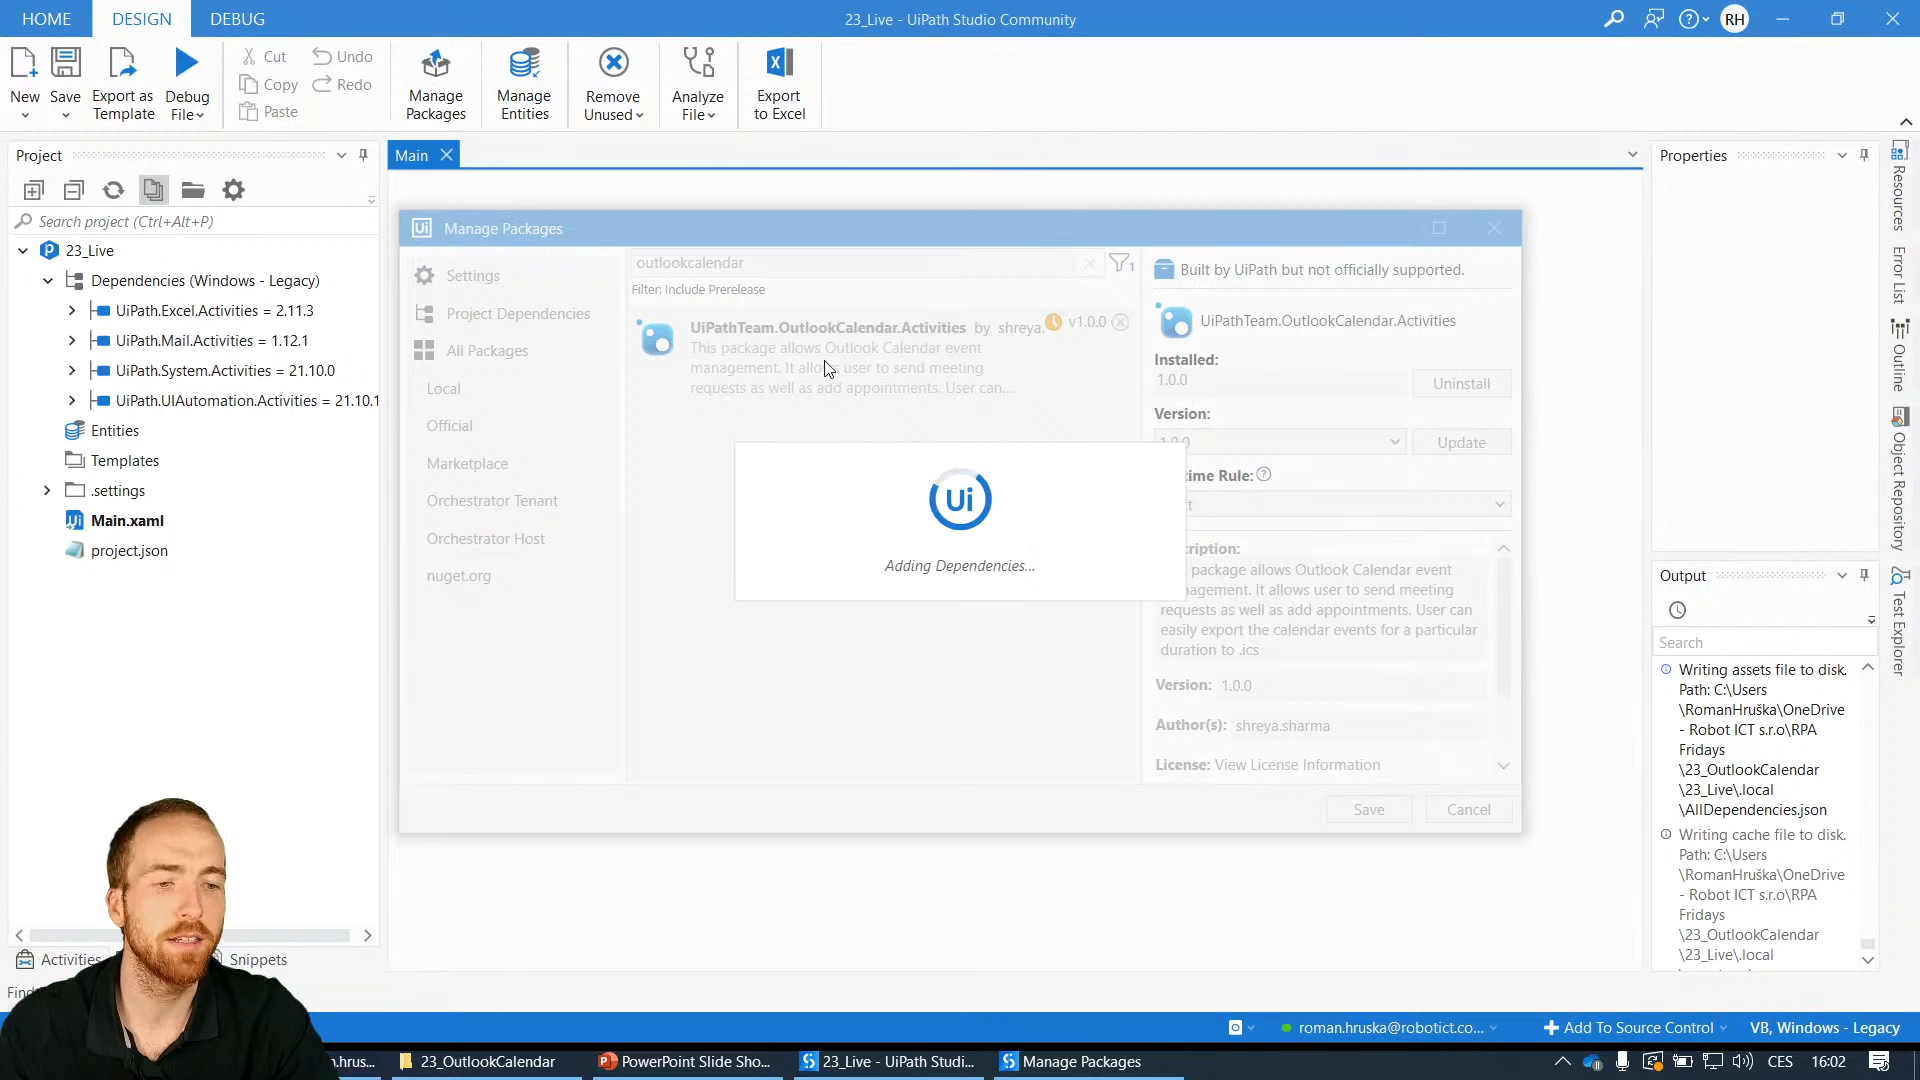 HOME
DESIGN
DEBUG
23_Live - UiPath Studio Community
RH
New
Save
Export as
Template
Debug
File
Cut
Copy
Paste
Undo
Redo
Manage
Packages
Manage
Entities
Remove
Unused
Analyze
File
Export
to Excel
Project
Search project (Ctrl+Alt+P)
23_Live
Dependencies (Windows - Legacy)
UiPath.Excel.Activities = 2.11.3
UiPath.Mail.Activities = 1.12.1
UiPath.System.Activities = 21.10.0
UiPath.UIAutomation.Activities = 21.10.1
Entities
Templates
.settings
Main.xaml
project.json
Activities
Snippets
Main
Ui Manage Packages
Settings
Project Dependencies
All Packages
Local
Official
Marketplace
Orchestrator Tenant
Orchestrator Host
nuget.org
outlookcalendar
1
Filter: Include Prerelease
UiPathTeam.OutlookCalendar.Activities by shreya.
v1.0.0
This package allows Outlook Calendar event
management. It allows user to send meeting
requests as well as add appointments. User can...
Ui
Adding Dependencies...
Built by UiPath but not officially supported.
UiPathTeam.OutlookCalendar.Activities
Installed:
1.0.0
Uninstall
Version:
1.0.0
Update
time Rule:
ription:
package allows Outlook Calendar event
nagement. It allows user to send meeting
requests as well as add appointments. User can
easily export the calendar events for a particular
duration to .ics
Version: 1.0.0
Author(s): shreya.sharma
License: View License Information
Save
Cancel
Properties
Output
Search
Writing assets file to disk.
Path: C:\Users
\RomanHruška\OneDrive
- Robot ICT s.r.o\RPA
Fridays
\23_OutlookCalendar
\23_Live\.local
\AllDependencies.json
Writing cache file to disk.
Path: C:\Users
\RomanHruška\OneDrive
- Robot ICT s.r.o\RPA
Fridays
\23_OutlookCalendar
\23_Live\.local
Resources
Error List
Outline
Object Repository
Test Explorer
roman.hruska@robotict.co...
Add To Source Control
VB, Windows - Legacy
n.hrus...
23_OutlookCalendar
PowerPoint Slide Sho...
23_Live - UiPath Studi...
Manage Packages
CES
16:02